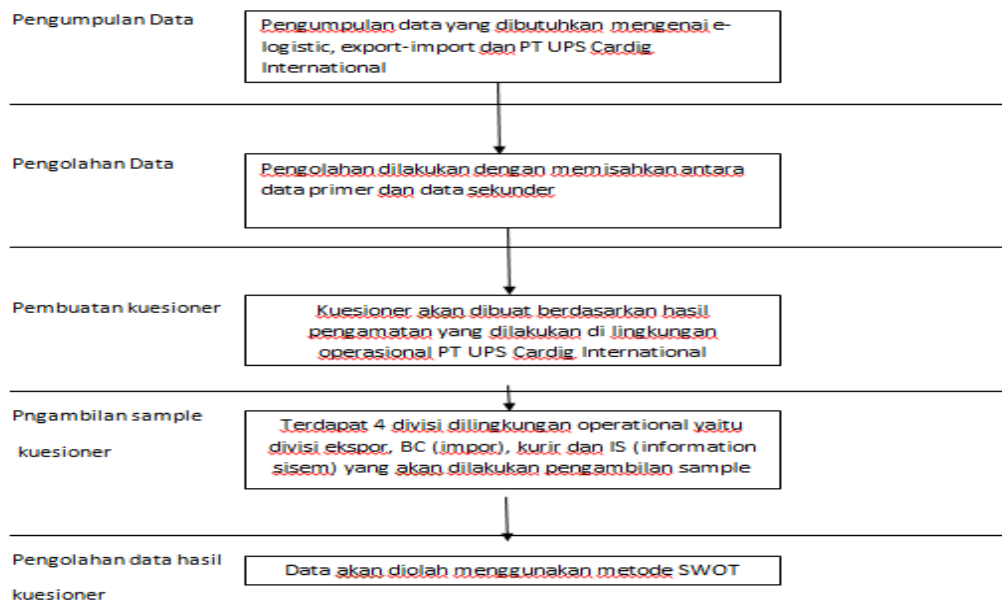 Pengumpulan Data
Pengumpulan data yang dibutuhkan mengenai e-
logistic, export-import dan PT UPS Cardig
International
Pengolahan Data
Pengolahan dilakukan dengan memisahkan antara
data primer dan data sekunder
Pembuatan kuesioner
Kuesioner akan dibuat berdasarkan hasil
pengamatan yang dilakukan di lingkungan
operasional PT UPS Cardig International
Pngambilan sample
kuesioner
Terdapat 4 divisi dilingkungan operational yaitu
divisi ekspor, BC (impor), kurir dan IS (information
sisem) yang akan dilakukan pengambilan sample
Pengolahan data hasil
kuesioner
Data akan diolah menggunakan metode SWOT